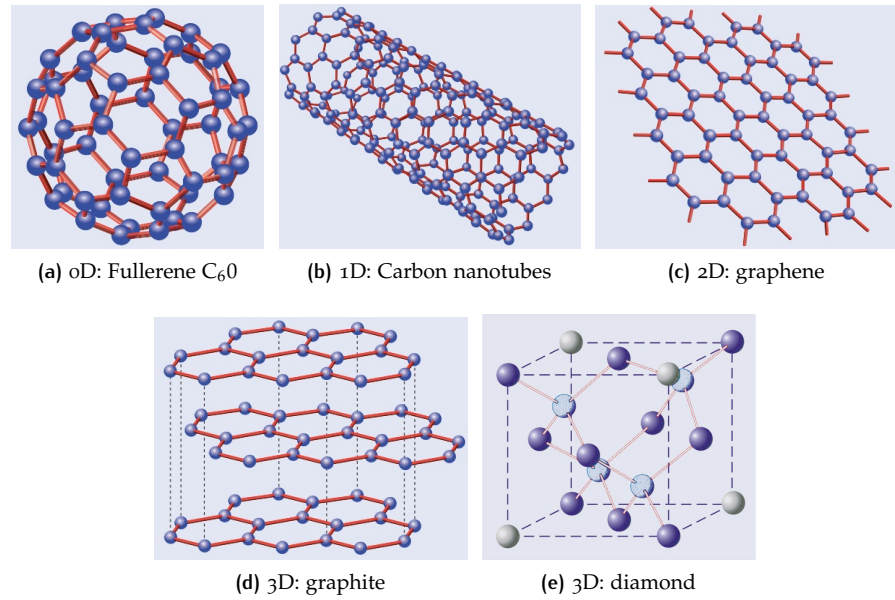 (a) 0D: Fullerene C₆0
(b) 1D: Carbon nanotubes
(c) 2D: graphene
(d) 3D: graphite
(e) 3D: diamond